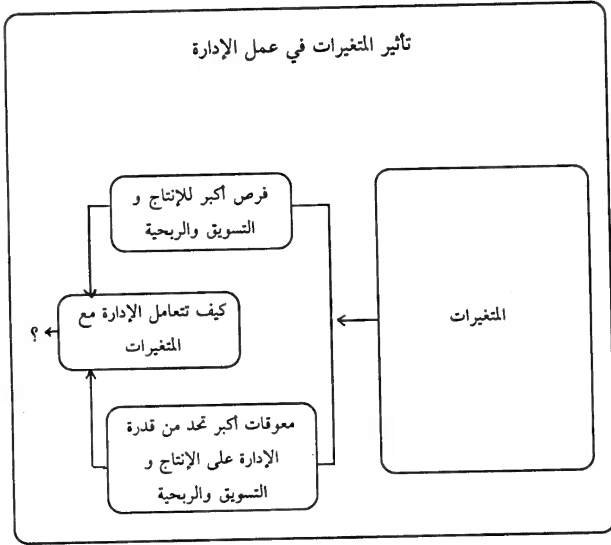 تأثير المتغيرات في عمل الإدارة
المتغيرات
فرص أكبر للإنتاج و
التسويق والربحية
كيف تتعامل الإدارة مع
المتغيرات
؟
معوقات أكبر تحد من قدرة
الإدارة على الإنتاج و
التسويق والربحية